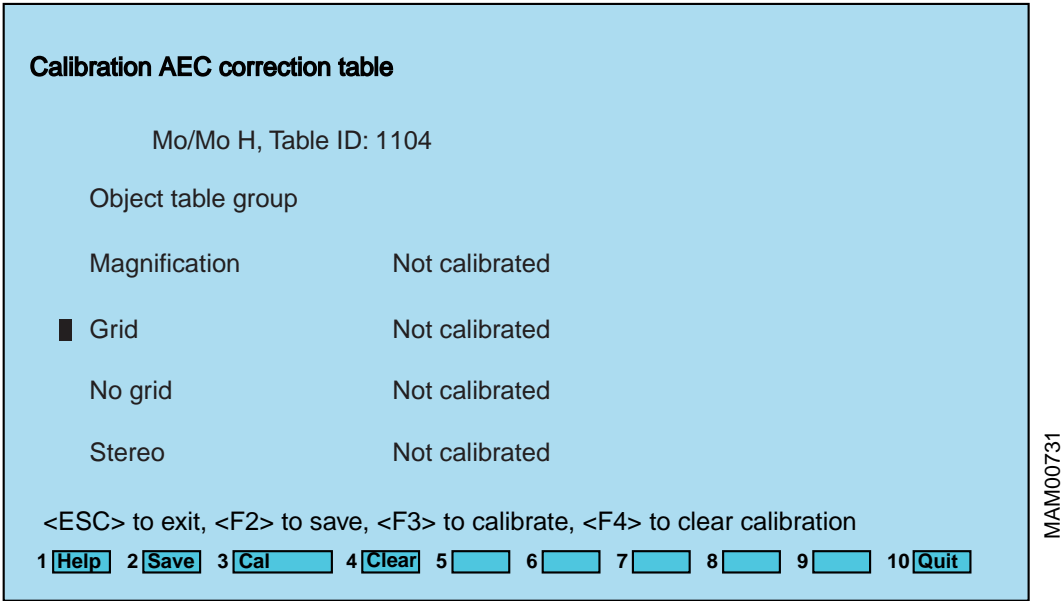 Calibration AEC correction table
Mo/Mo H, Table ID: 1104
Object table group
Magnification Not calibrated
Grid Not calibrated
No grid Not calibrated
Stereo Not calibrated
<ESC> to exit, <F2> to save, <F3> to calibrate, <F4> to clear calibration
1 Help 2 Save 3 Cal 4 Clear 5 6 7 8 9 10 Quit
MAM00731